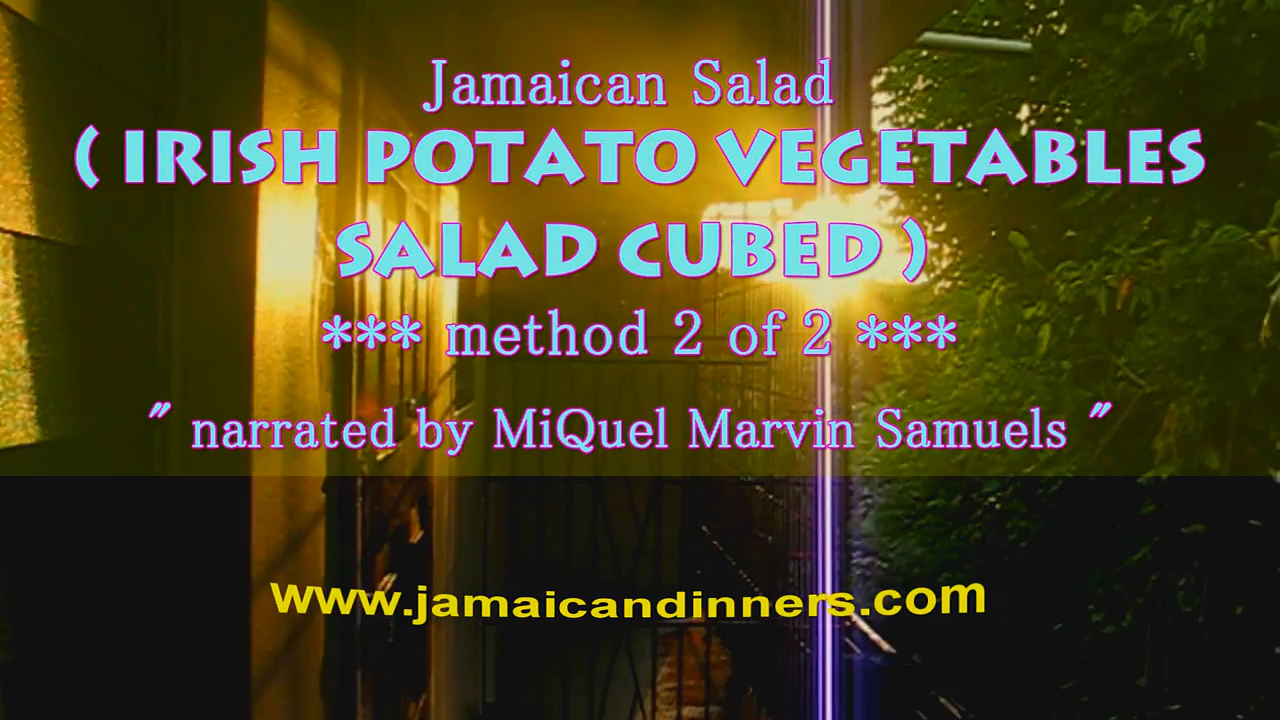 Jamaican Salad
( IRISH POTATO VEGETABLES
SALAD CUBED )
*** method 2 of 2 ***
" narrated by MiQuel Marvin Samuels "
www.jamaicandinners.com